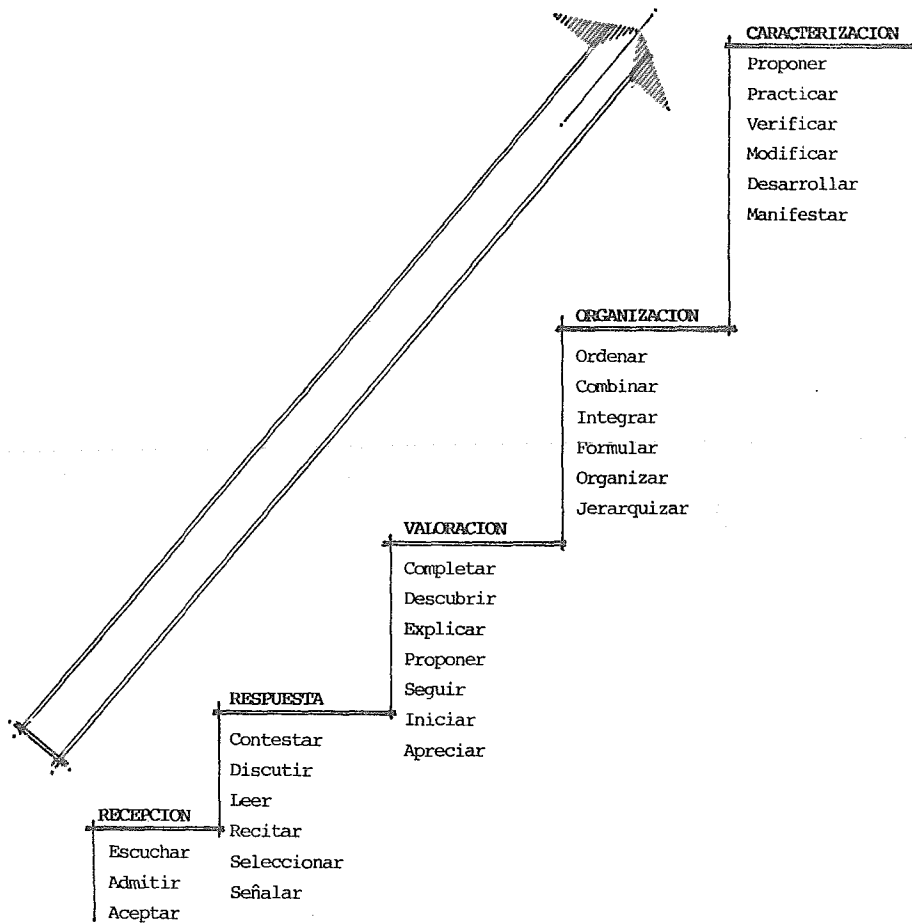 CARACTERIZACION
Proponer
Practicar
Verificar
Modificar
Desarrollar
Manifestar
ORGANIZACION
Ordenar
Combinar
Integrar
Formular
Organizar
Jerarquizar
VALORACION
Completar
Descubrir
Explicar
Proponer
Seguir
Iniciar
Apreciar
RESPUESTA
Contestar
Discutir
Leer
Recitar
Seleccionar
Señalar
RECEPCION
Escuchar
Admitir
Aceptar